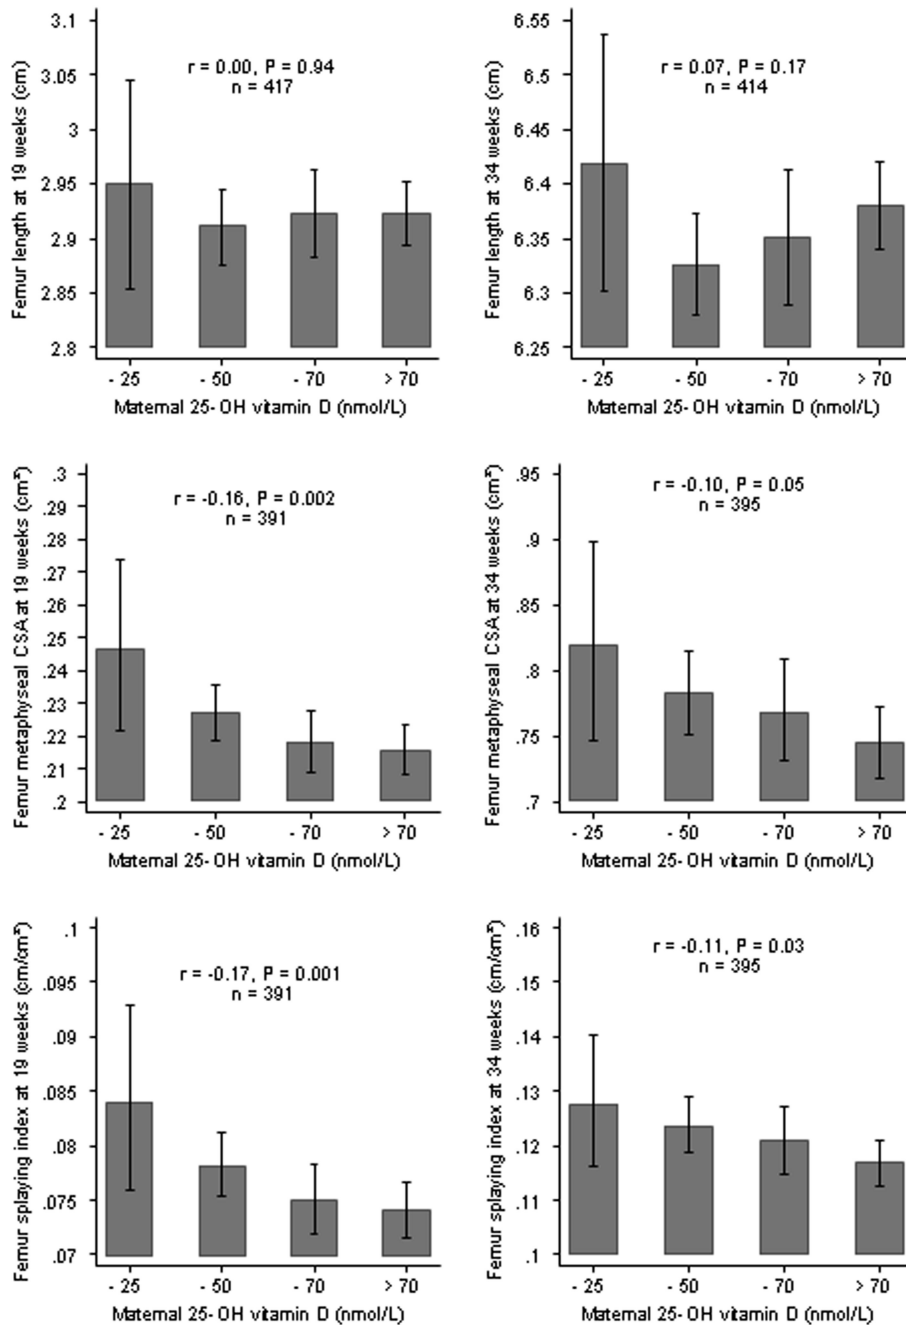 Femur length at 19 weeks (cm)
3.1
3.05
3
2.95
2.9
2.85
2.8
r = 0.00, P = 0.94
n = 417
- 25
- 50
- 70
> 70
Maternal 25-OH vitamin D (nmol/L)
Femur length at 34 weeks (cm)
6.55
6.5
6.45
6.4
6.35
6.3
6.25
r = 0.07, P = 0.17
n = 414
- 25
- 50
- 70
> 70
Maternal 25-OH vitamin D (nmol/L)
Femur metaphyseal CSA at 19 weeks (cm²)
.3
.29
.28
.27
.26
.25
.24
.23
.22
.21
.2
r = -0.16, P = 0.002
n = 391
- 25
- 50
- 70
> 70
Maternal 25-OH vitamin D (nmol/L)
Femur metaphyseal CSA at 34 weeks (cm²)
.95
.9
.85
.8
.75
.7
r = -0.10, P = 0.05
n = 395
- 25
- 50
- 70
> 70
Maternal 25-OH vitamin D (nmol/L)
Femur splaying index at 19 weeks (cm/cm²)
.1
.095
.09
.085
.08
.075
.07
r = -0.17, P = 0.001
n = 391
- 25
- 50
- 70
> 70
Maternal 25-OH vitamin D (nmol/L)
Femur splaying index at 34 weeks (cm/cm²)
.16
.15
.14
.13
.12
.11
.1
r = -0.11, P = 0.03
n = 395
- 25
- 50
- 70
> 70
Maternal 25-OH vitamin D (nmol/L)